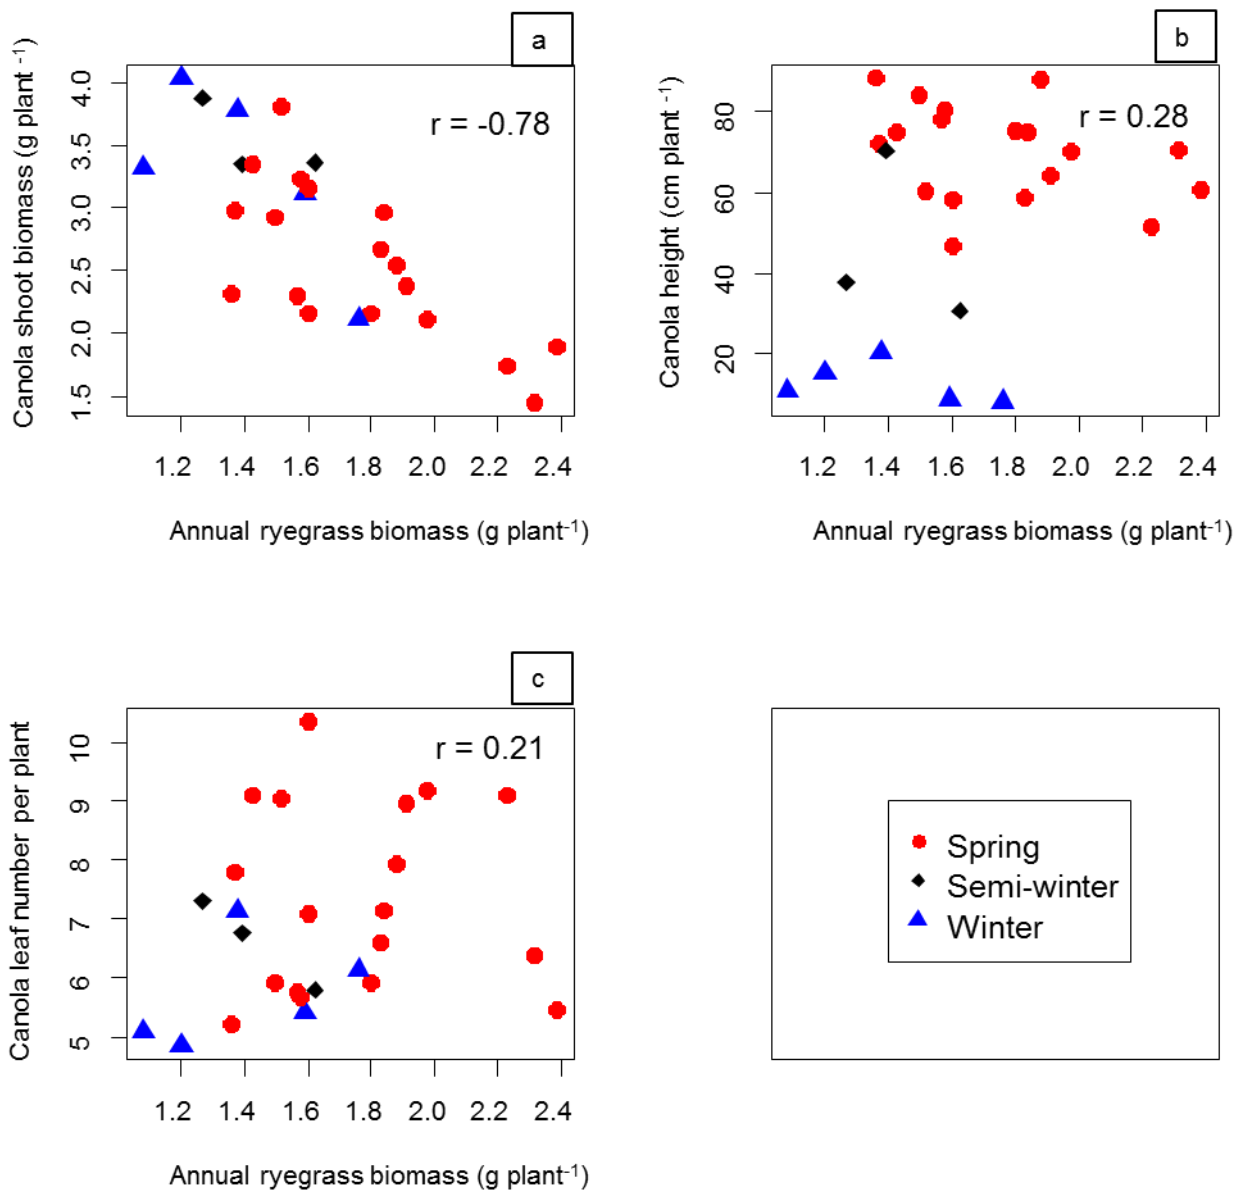 a
r = -0.78
Canola shoot biomass (g plant ⁻¹)
4.0
3.5
3.0
2.5
2.0
1.5
1.2 1.4 1.6 1.8 2.0 2.2 2.4
Annual ryegrass biomass (g plant⁻¹)
b
r = 0.28
Canola height (cm plant ⁻¹)
80
60
40
20
1.2 1.4 1.6 1.8 2.0 2.2 2.4
Annual ryegrass biomass (g plant⁻¹)
c
r = 0.21
Canola leaf number per plant
10
9
8
7
6
5
1.2 1.4 1.6 1.8 2.0 2.2 2.4
Annual ryegrass biomass (g plant⁻¹)
Spring
Semi-winter
Winter